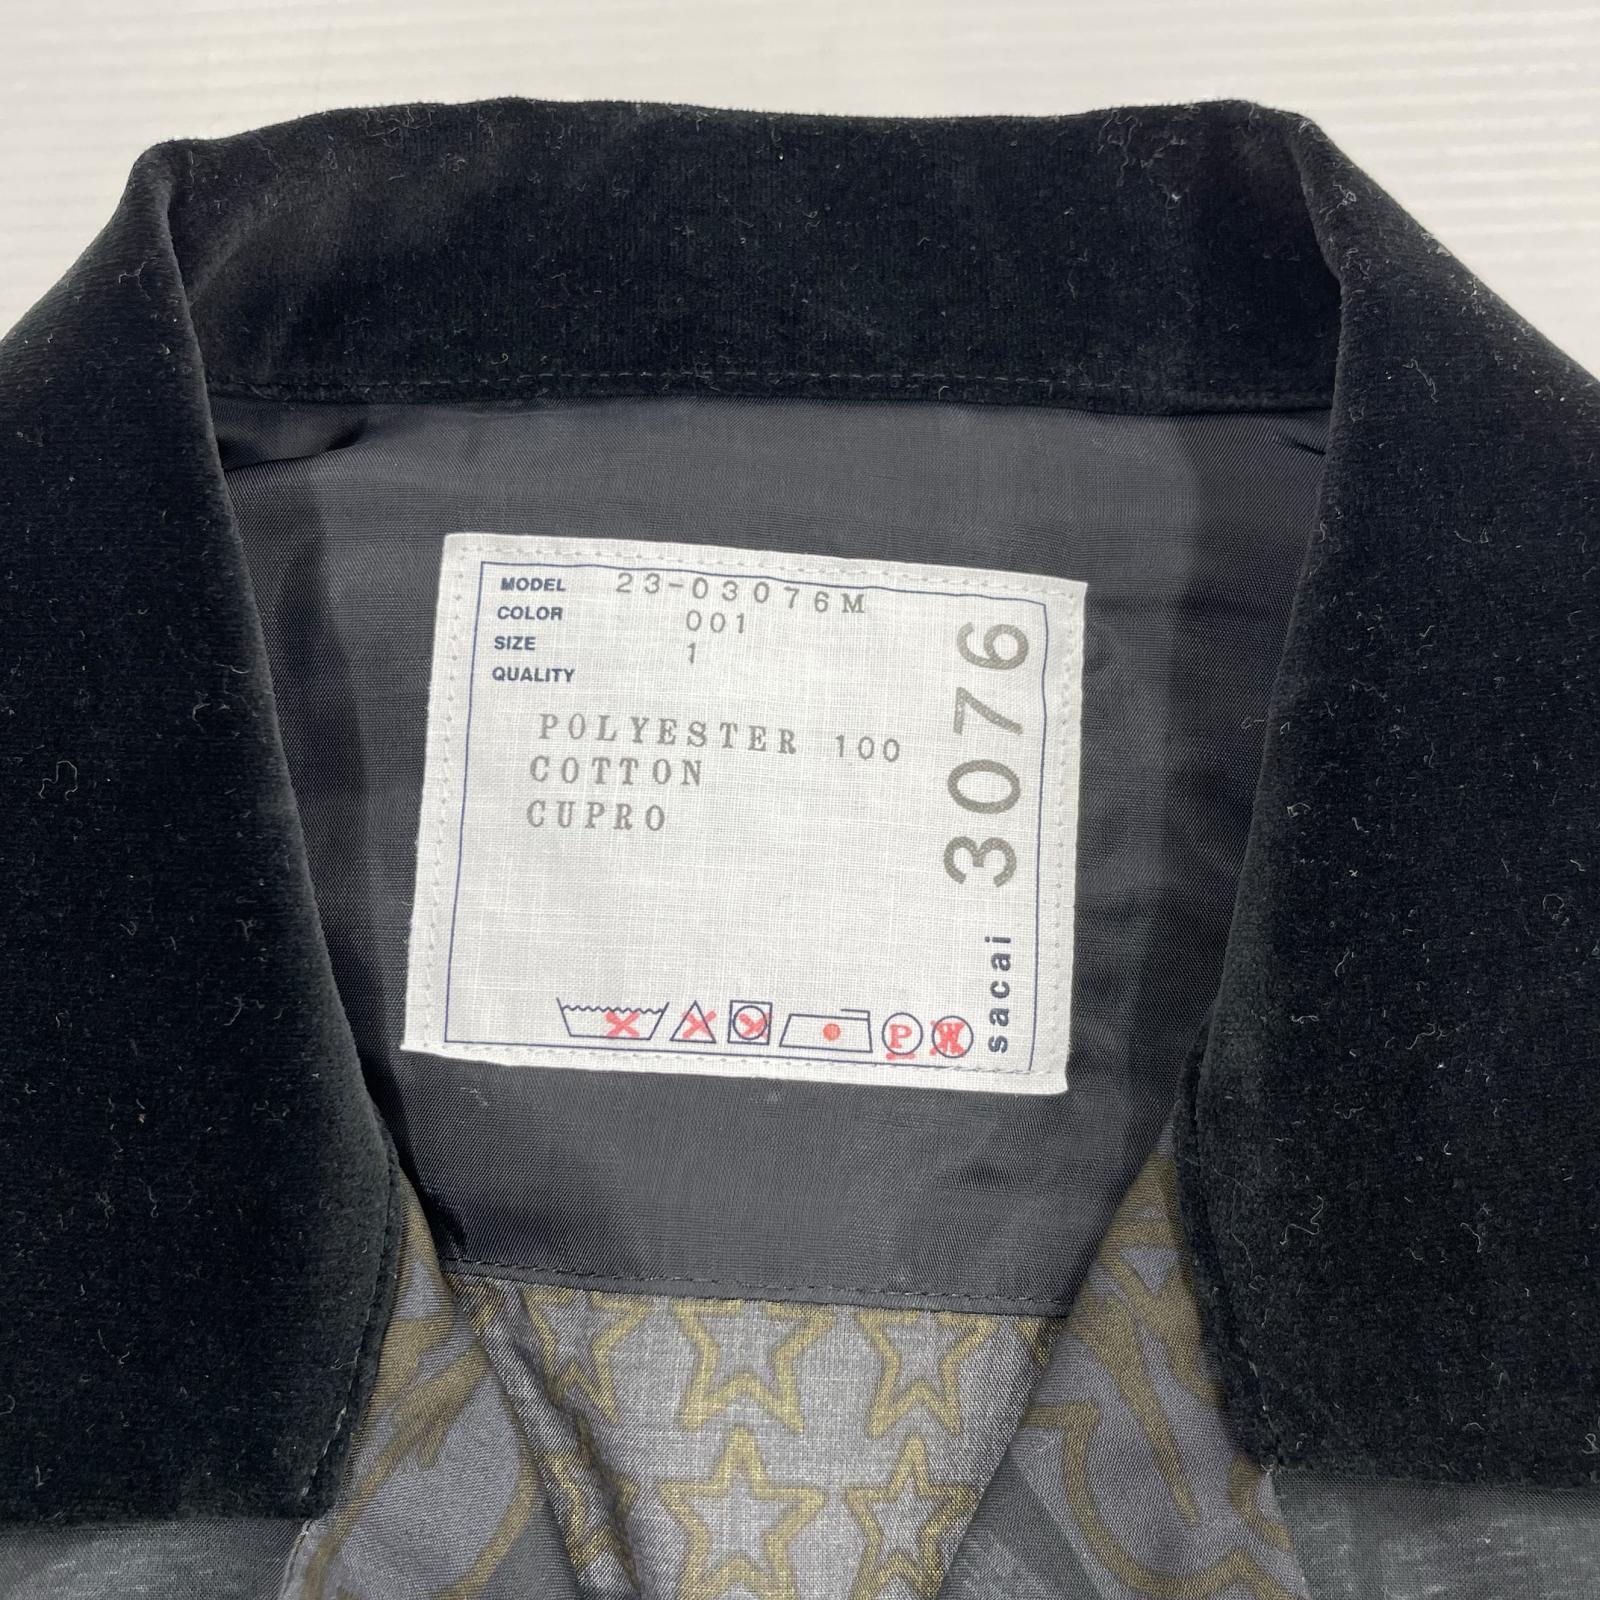 MODEL 23-03076M
COLOR 001
SIZE 1
QUALITY
POLYESTER 100
COTTON
CUPRO
sacai 3076
P W